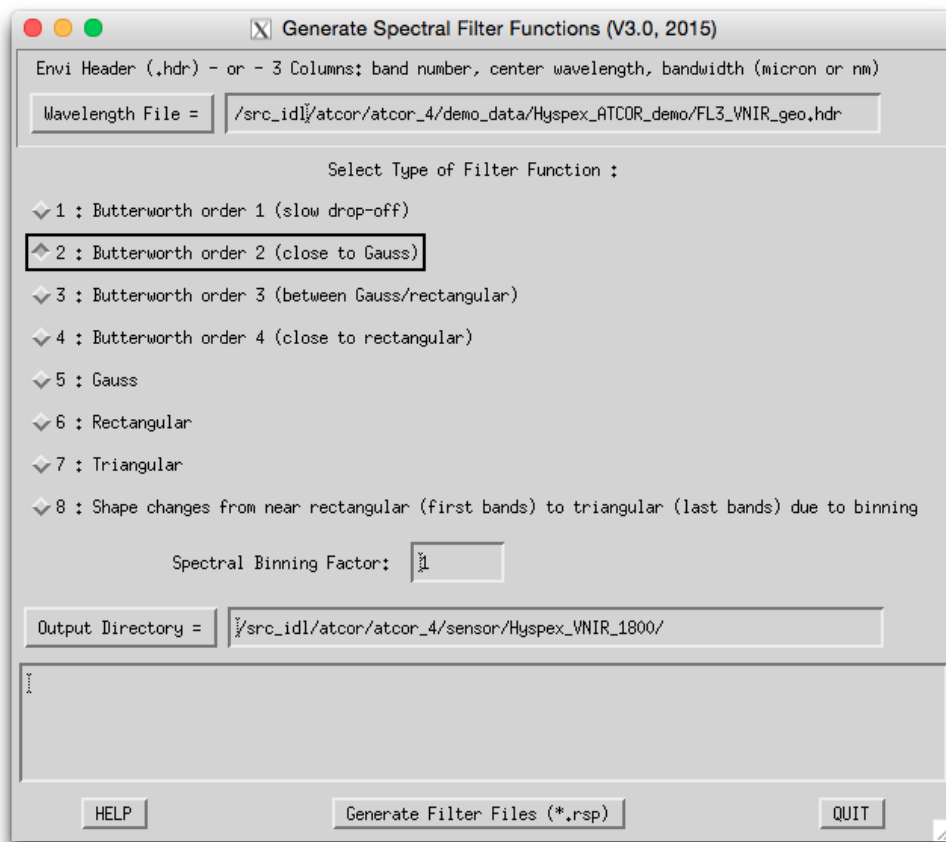 Generate Spectral Filter Functions (V3.0, 2015)
Envi Header (.hdr) - or - 3 Columns: band number, center wavelength, bandwidth (micron or nm)
Wavelength File = /src_idl/atcor/atcor_4/demo_data/Hyspex_ATCOR_demo/FL3_VNIR_geo.hdr
Select Type of Filter Function :
1 : Butterworth order 1 (slow drop-off)
2 : Butterworth order 2 (close to Gauss)
3 : Butterworth order 3 (between Gauss/rectangular)
4 : Butterworth order 4 (close to rectangular)
5 : Gauss
6 : Rectangular
7 : Triangular
8 : Shape changes from near rectangular (first bands) to triangular (last bands) due to binning
Spectral Binning Factor: 1
Output Directory = /src_idl/atcor/atcor_4/sensor/Hyspex_VNIR_1800/
HELP Generate Filter Files (*.rsp) QUIT